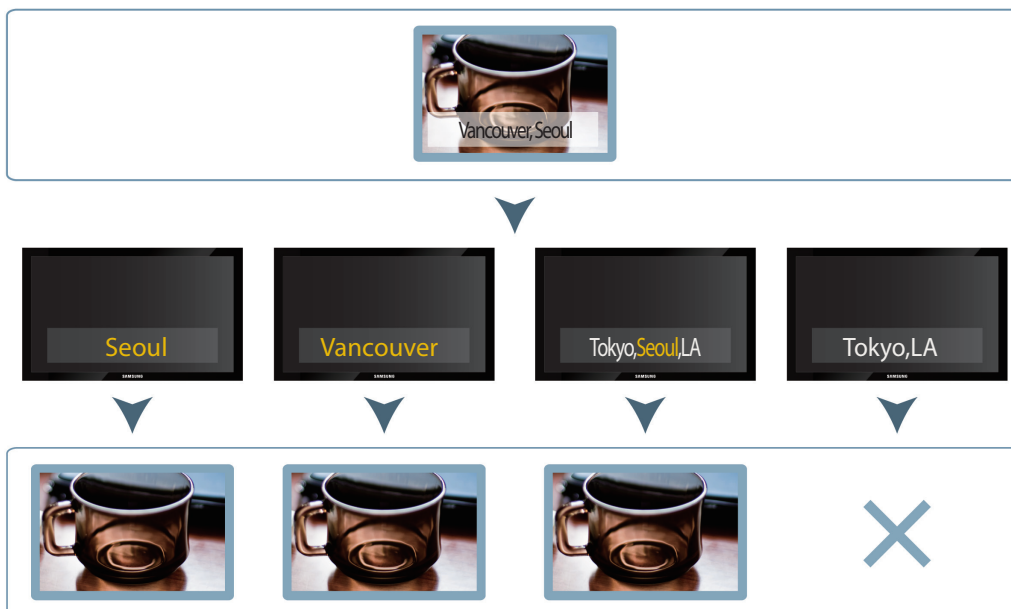 Vancouver, Seoul
Seoul
Vancouver
Tokyo,Seoul,LA
Tokyo,LA
SAMSUNG
SAMSUNG
SAMSUNG
SAMSUNG